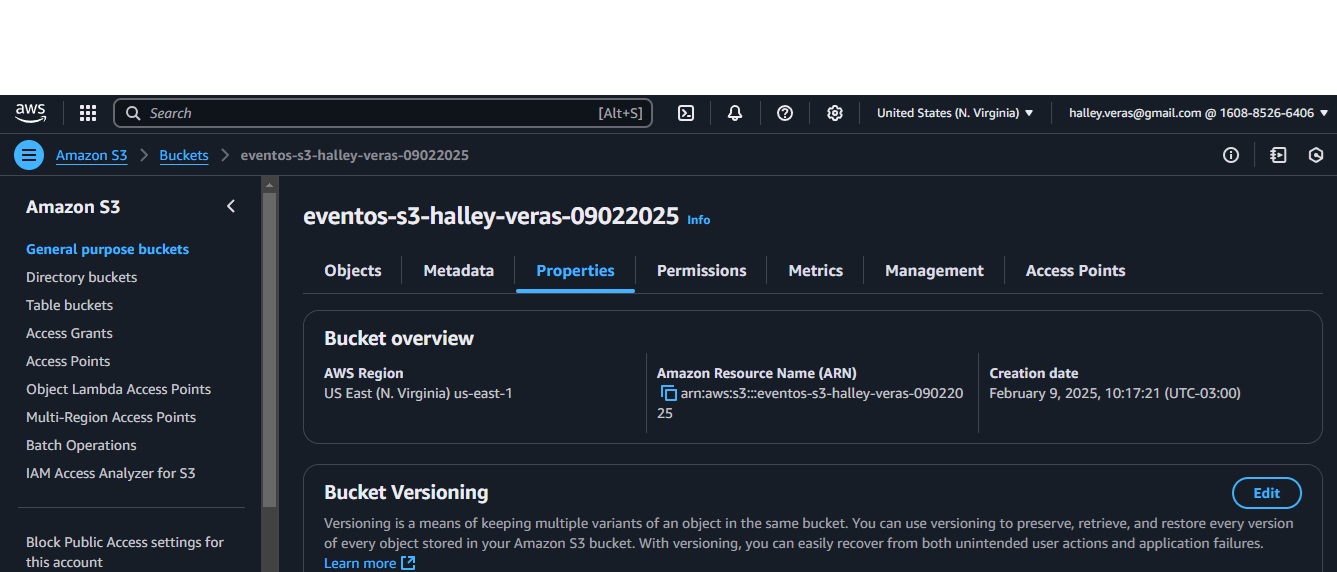 aws
Search [Alt+S]
United States (N. Virginia)
halley.veras@gmail.com @ 1608-8526-6406
Amazon S3
Buckets
eventos-s3-halley-veras-09022025
Amazon S3
General purpose buckets
Directory buckets
Table buckets
Access Grants
Access Points
Object Lambda Access Points
Multi-Region Access Points
Batch Operations
IAM Access Analyzer for S3
Block Public Access settings for
this account
eventos-s3-halley-veras-09022025 Info
Objects
Metadata
Properties
Permissions
Metrics
Management
Access Points
Bucket overview
AWS Region
US East (N. Virginia) us-east-1
Amazon Resource Name (ARN)
arn:aws:s3:::eventos-s3-halley-veras-090220
25
Creation date
February 9, 2025, 10:17:21 (UTC-03:00)
Bucket Versioning
Edit
Versioning is a means of keeping multiple variants of an object in the same bucket. You can use versioning to preserve, retrieve, and restore every version
of every object stored in your Amazon S3 bucket. With versioning, you can easily recover from both unintended user actions and application failures.
Learn more